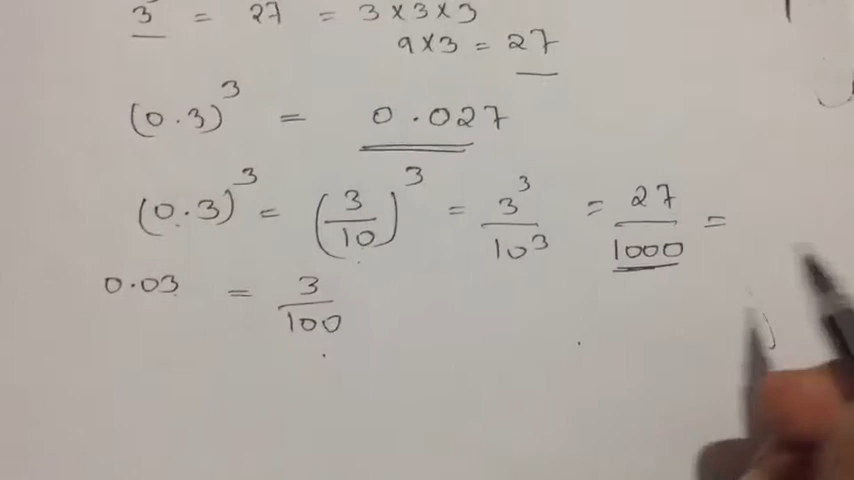 3³ = 27 = 3×3×3
9×3 = 27
(0.3)³ = 0.027
(0.3)³ = (3/10)³ = 3³/10³ = 27/1000 =
0.03 = 3/100